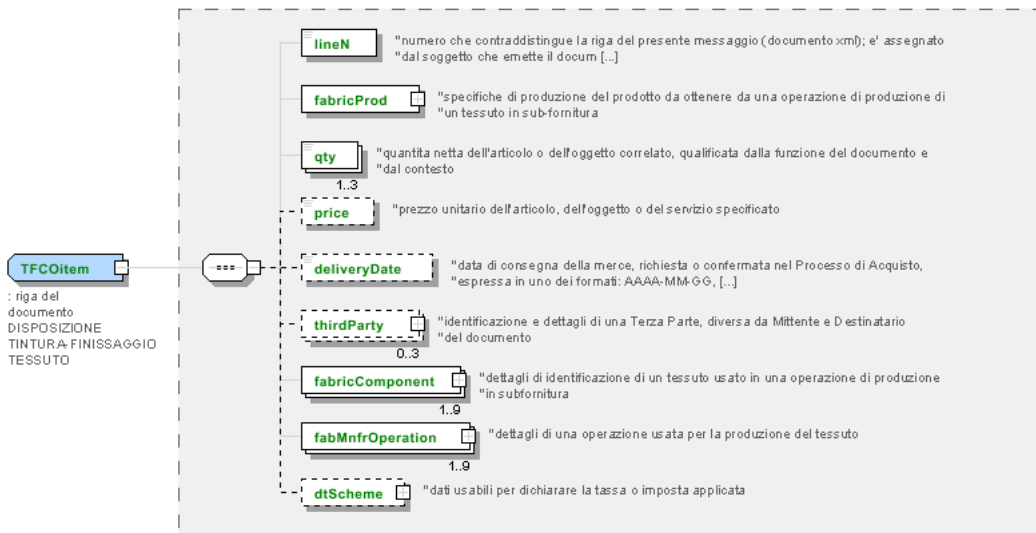 lineN
"numero che contraddistingue la riga del presente messaggio (documento xml); e' assegnato
"dal soggetto che emette il docum [...]
fabricProd
"specifiche di produzione del prodotto da ottenere da una operazione di produzione di
"un tessuto in sub-fornitura
qty
"quantita netta dell'articolo o dell'oggetto correlato, qualificata dalla funzione del documento e
"dal contesto
1..3
price
"prezzo unitario dell'articolo, dell'oggetto o del servizio specificato
TFCOitem
: riga del
documento
DISPOSIZIONE
TINTURA-FINISSAGGIO
TESSUTO
deliveryDate
"data di consegna della merce, richiesta o confermata nel Processo di Acquisto,
"espressa in uno dei formati: AAAA-MM-GG, [...]
thirdParty
"identificazione e dettagli di una Terza Parte, diversa da Mittente e Destinatario
"del documento
0..3
fabricComponent
"dettagli di identificazione di un tessuto usato in una operazione di produzione
"in subfornitura
1..9
fabMnfrOperation
"dettagli di una operazione usata per la produzione del tessuto
1..9
dtScheme
"dati usabili per dichiarare la tassa o imposta applicata